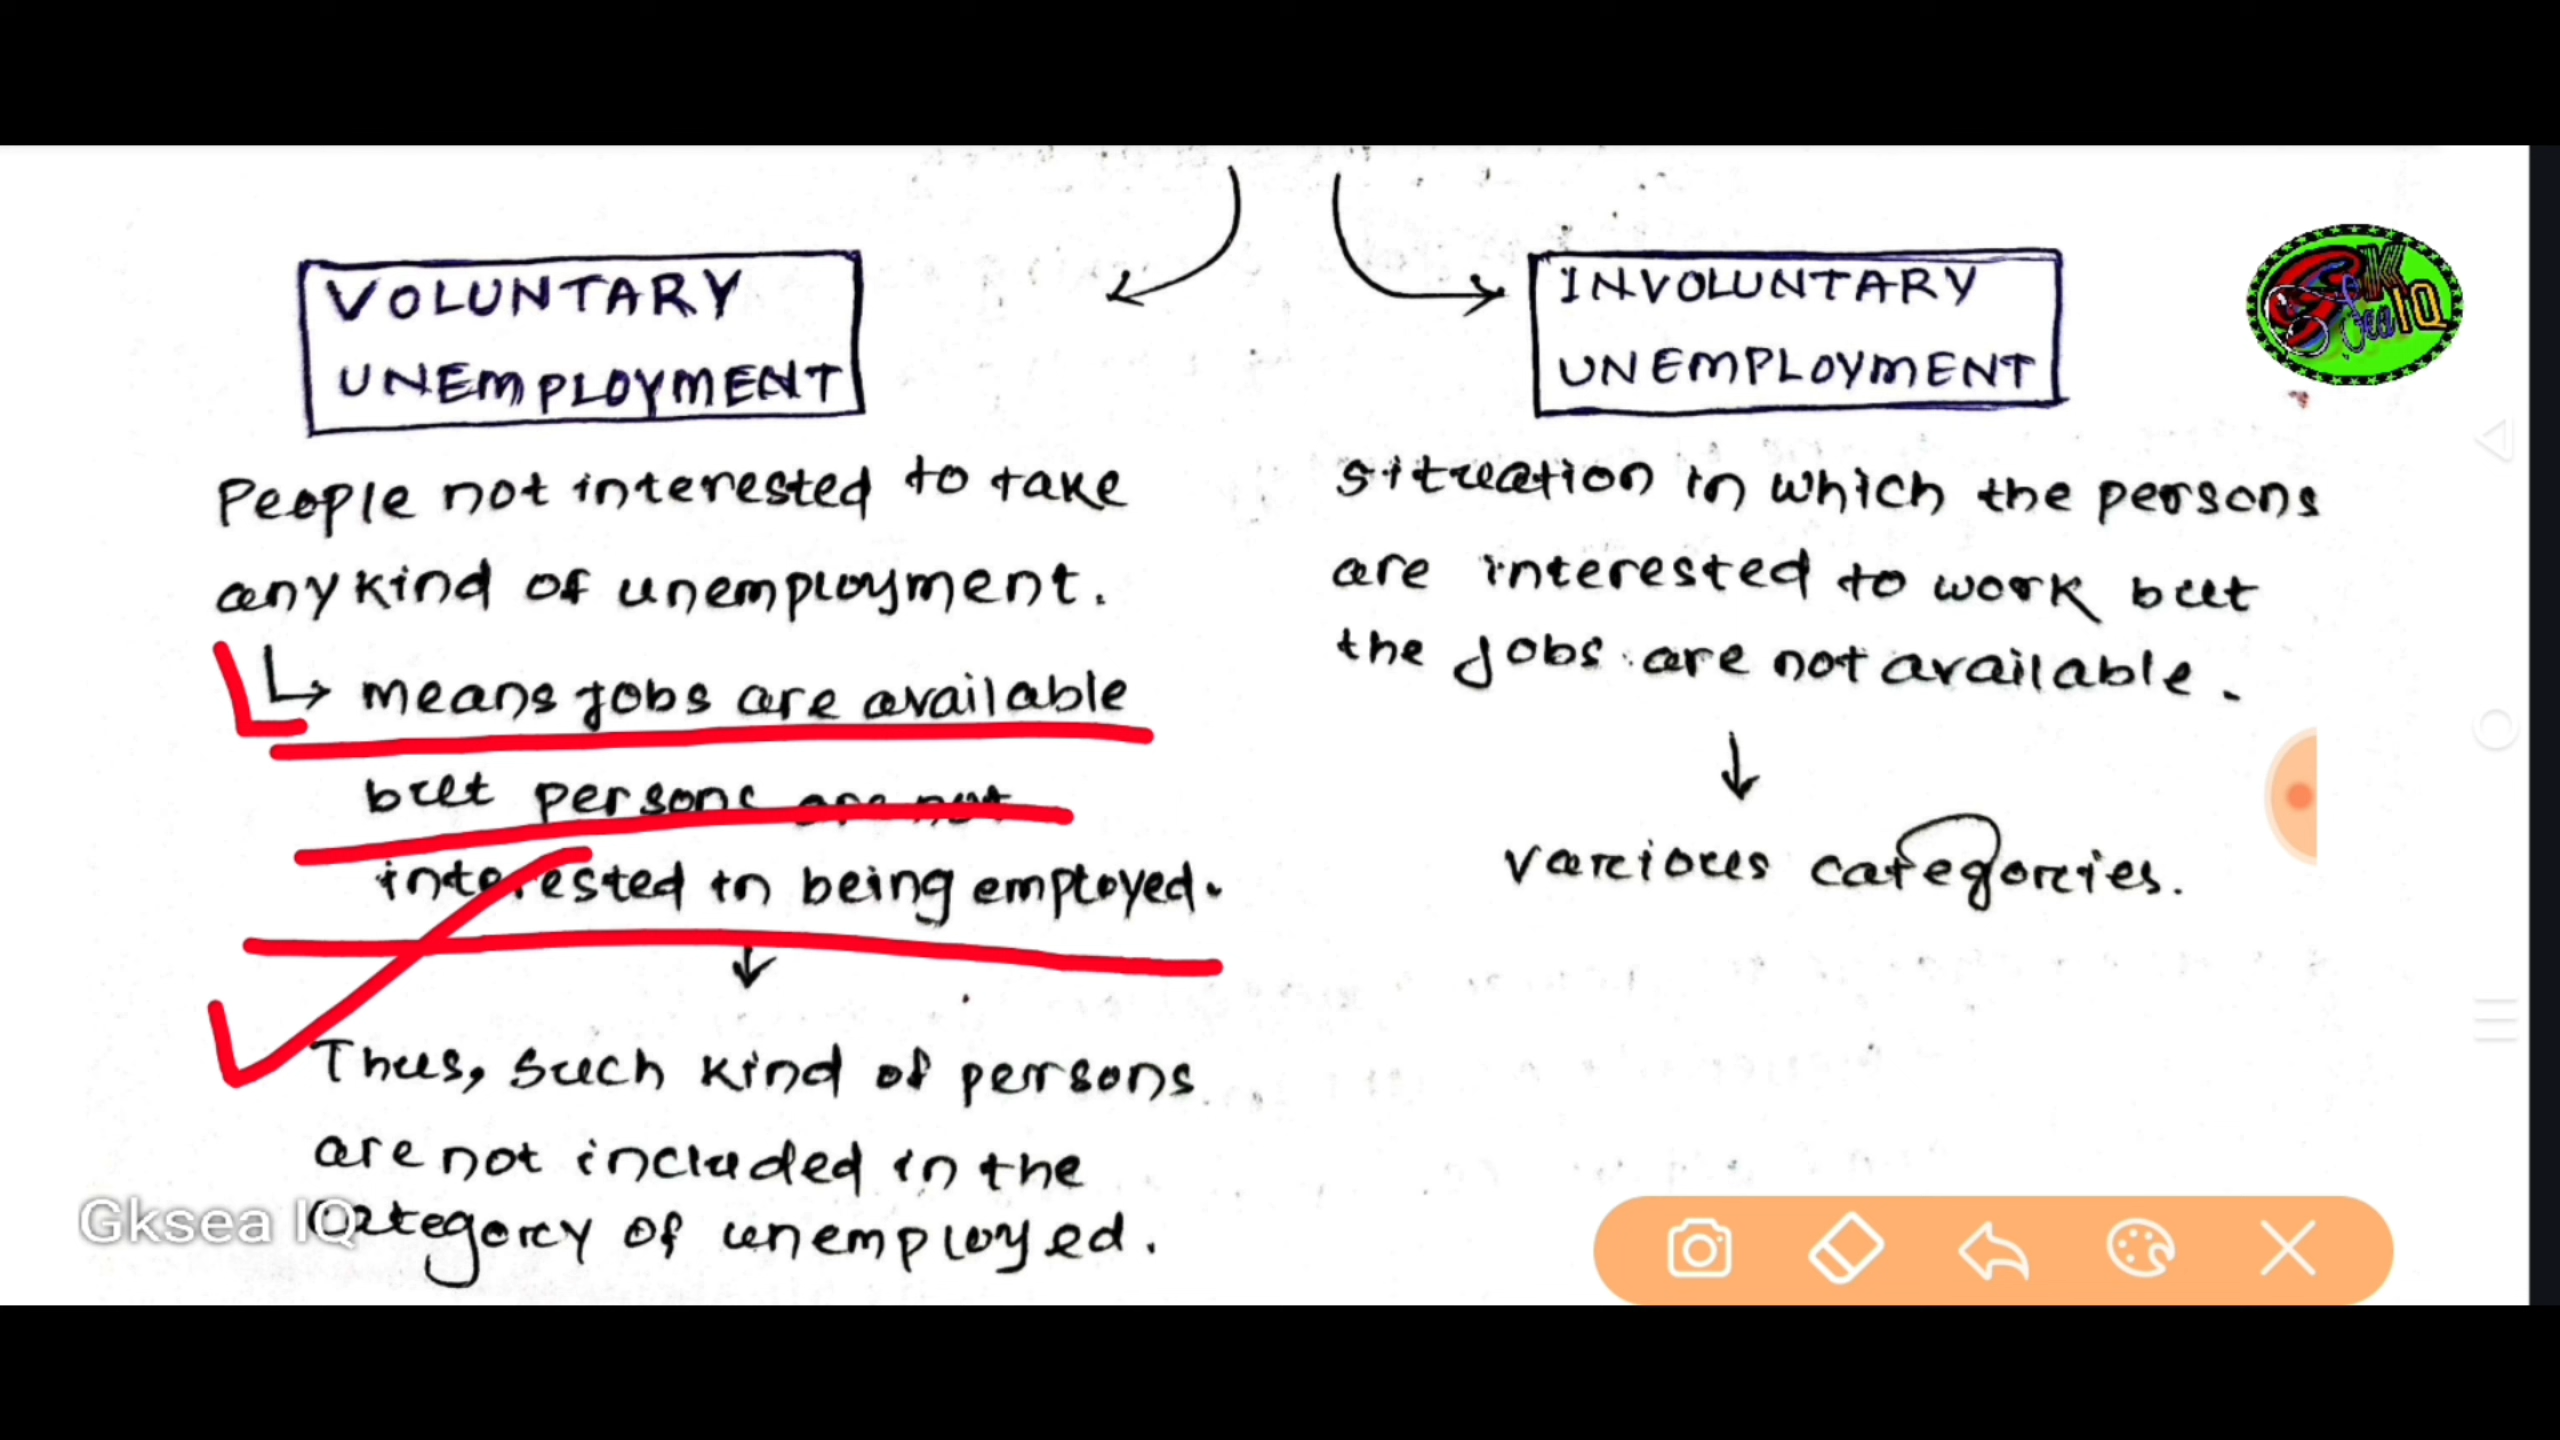 VOLUNTARY
UNEMPLOYMENT
People not interested to take
any kind of unemployment.
means jobs are available
but persons are not
interested in being employed.
Thus, such kind of persons
are not included in the
category of unemployed.
INVOLUNTARY
UNEMPLOYMENT
situation in which the persons
are interested to work but
the jobs are not available.
various categories.
GK
Sea IQ
Gksea IQ